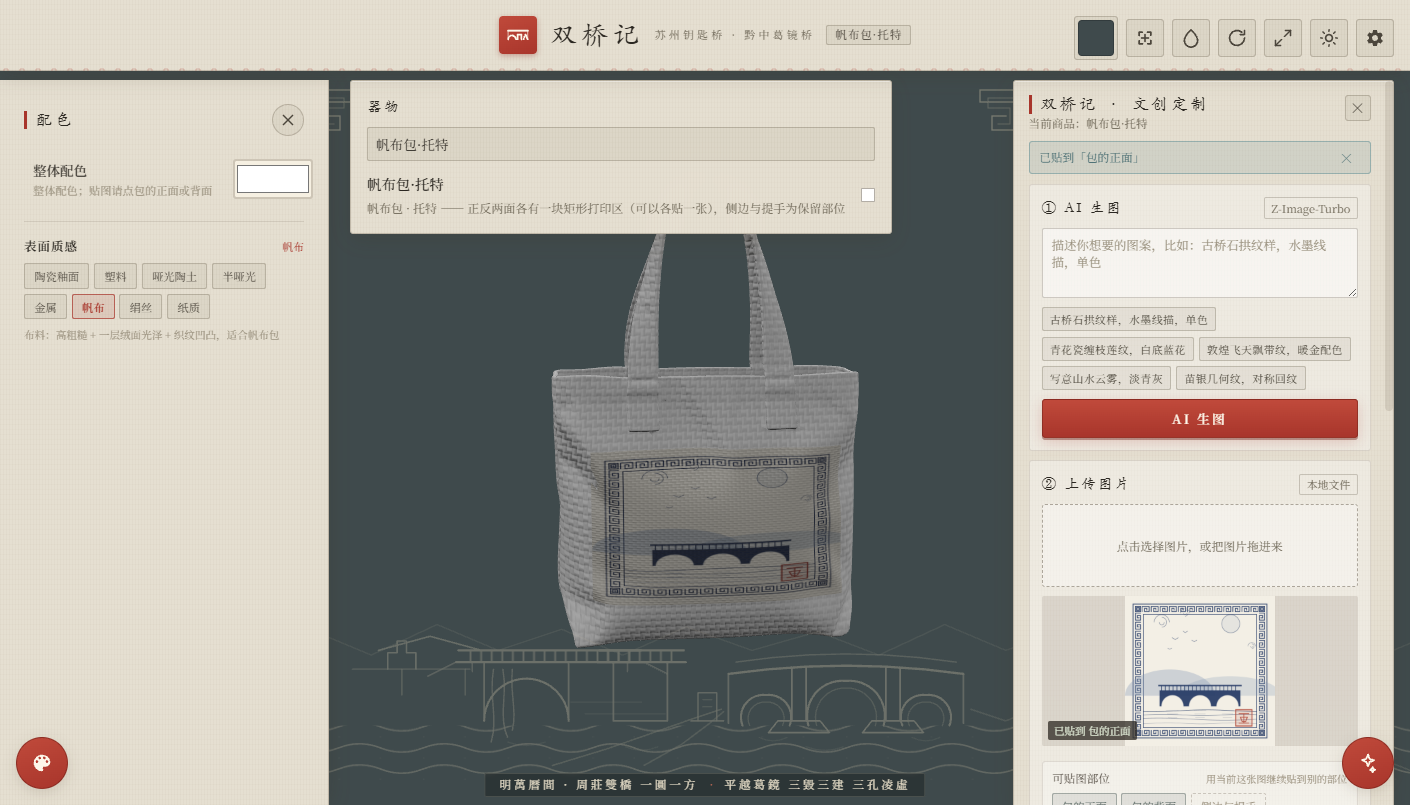 双桥记
苏州钥匙桥 · 黔中葛镜桥
帆布包·托特
配色
整体配色
整体配色；贴图请点包的正面或背面
表面质感
帆布
陶瓷釉面
塑料
哑光陶土
半哑光
金属
帆布
绢丝
纸质
布料：高粗糙 + 一层绒面光泽 + 织纹凹凸，适合帆布包
器物
帆布包·托特
帆布包·托特
帆布包 · 托特 —— 正反两面各有一块矩形打印区（可以各贴一张），侧边与提手为保留部位
明萬曆間 · 周莊雙橋 一圓一方 · 平越葛鏡 三毀三建 三孔凌虛
双桥记 · 文创定制
当前商品：帆布包·托特
已贴到「包的正面」
① AI 生图
Z-Image-Turbo
描述你想要的图案，比如：古桥石拱纹样，水墨线
描，单色
古桥石拱纹样，水墨线描，单色
青花瓷缠枝莲纹，白底蓝花
敦煌飞天飘带纹，暖金配色
写意山水云雾，淡青灰
苗银几何纹，对称回纹
AI 生图
② 上传图片
本地文件
点击选择图片，或把图片拖进来
已贴到 包的正面
可贴图部位
用当前这张图继续贴到别的部位
包的正面
包的背面
侧边与提手